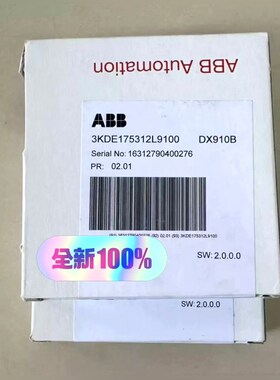 ABB Automation
ABB
3KDE175312L9100 DX910B
Serial No: 16312790400276
PR: 02.01
全新100%
SW: 2.0.0.0
SW: 2.0.0.0